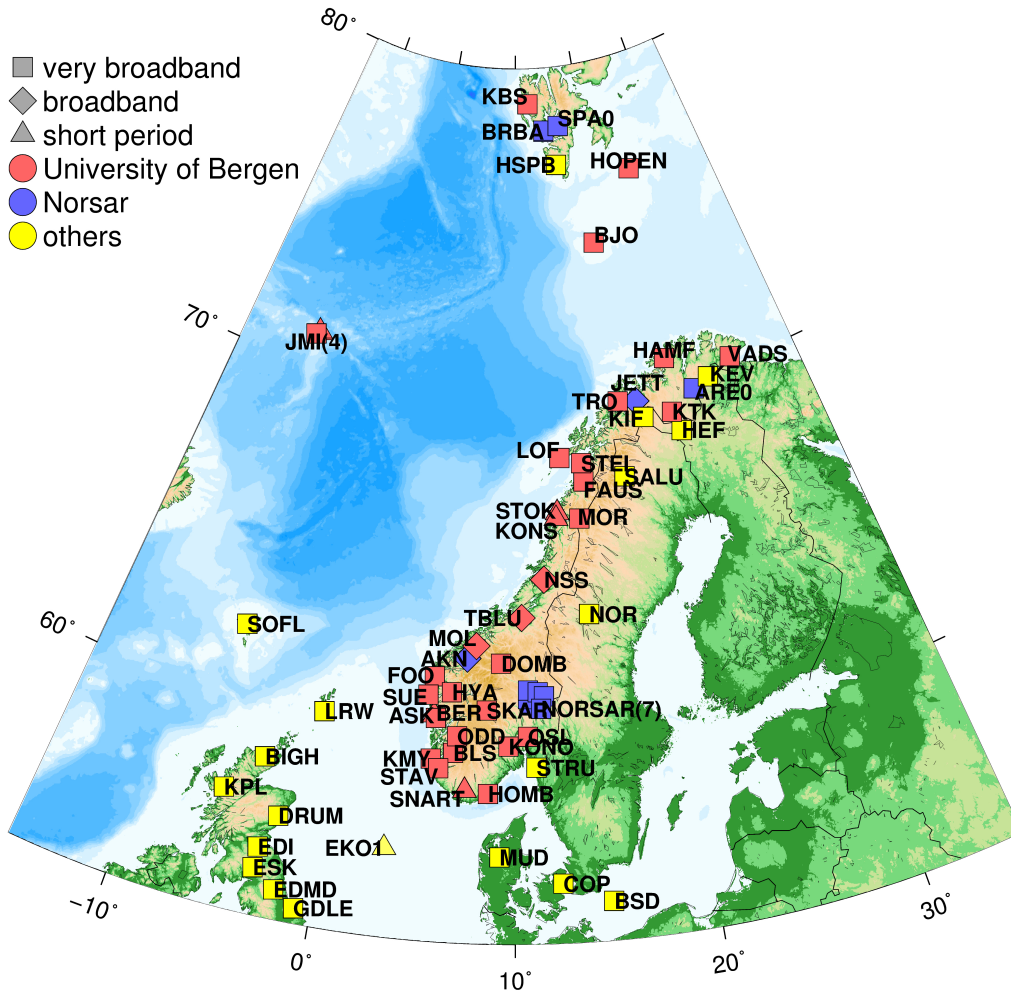 80°
very broadband
broadband
short period
University of Bergen
Norsar
others
KBS
SPA0
BRBA
HSPB
HOPEN
BJO
70°
JMI(4)
HAMF
VADS
KEV
JETT
ARE0
TRO
KIF
KTK
HEF
LOF
STEI
SALU
FAUS
STOK
MOR
KONS
NSS
NOR
TBLU
60°
SOFL
MOL
AKN
DOMB
FOO
SUE
HYA
LRW
ASK
BER
SKAR
NORSAR(7)
ODD
OSL
KONO
BLS
BIGH
KMY
STAV
STRU
KPL
SNART
HOMB
DRUM
EDI
EKO1
MUD
ESK
COP
EDMD
BSD
GDLE
−10°
0°
10°
20°
30°